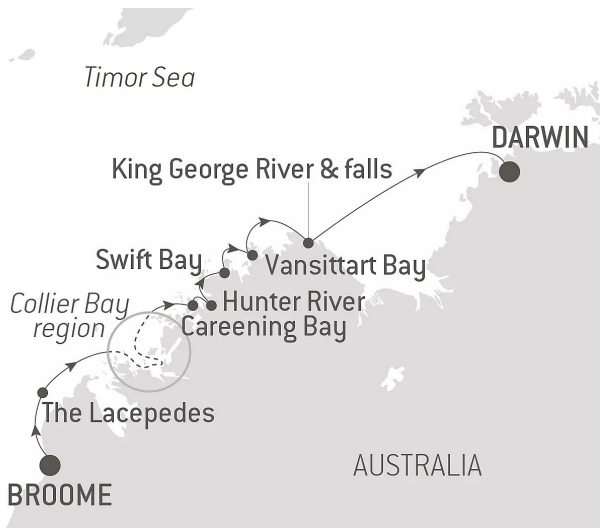 Timor Sea
DARWIN
King George River & falls
Swift Bay
Vansittart Bay
Collier Bay
region
Hunter River
Careening Bay
The Lacepedes
AUSTRALIA
BROOME